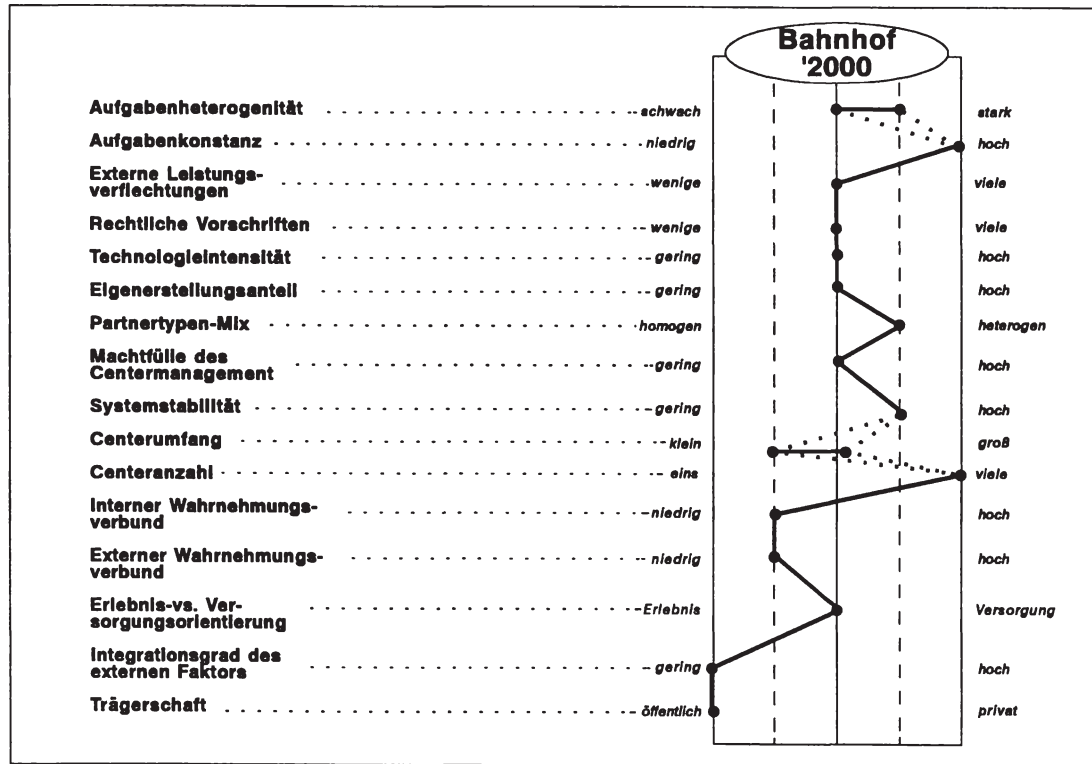 Bahnhof
'2000
Aufgabenheterogenität schwach stark
Aufgabenkonstanz niedrig hoch
Externe Leistungs-
verflechtungen wenige viele
Rechtliche Vorschriften wenige viele
Technologieintensität gering hoch
Eigenerstellungsanteil gering hoch
Partnertypen-Mix homogen heterogen
Machtfülle des
Centermanagement gering hoch
Systemstabilität gering hoch
Centerumfang klein groß
Centeranzahl eins viele
Interner Wahrnehmungs-
verbund niedrig hoch
Externer Wahrnehmungs-
verbund niedrig hoch
Erlebnis-vs. Ver-
sorgungsorientierung Erlebnis Versorgung
Integrationsgrad des
externen Faktors gering hoch
Trägerschaft öffentlich privat